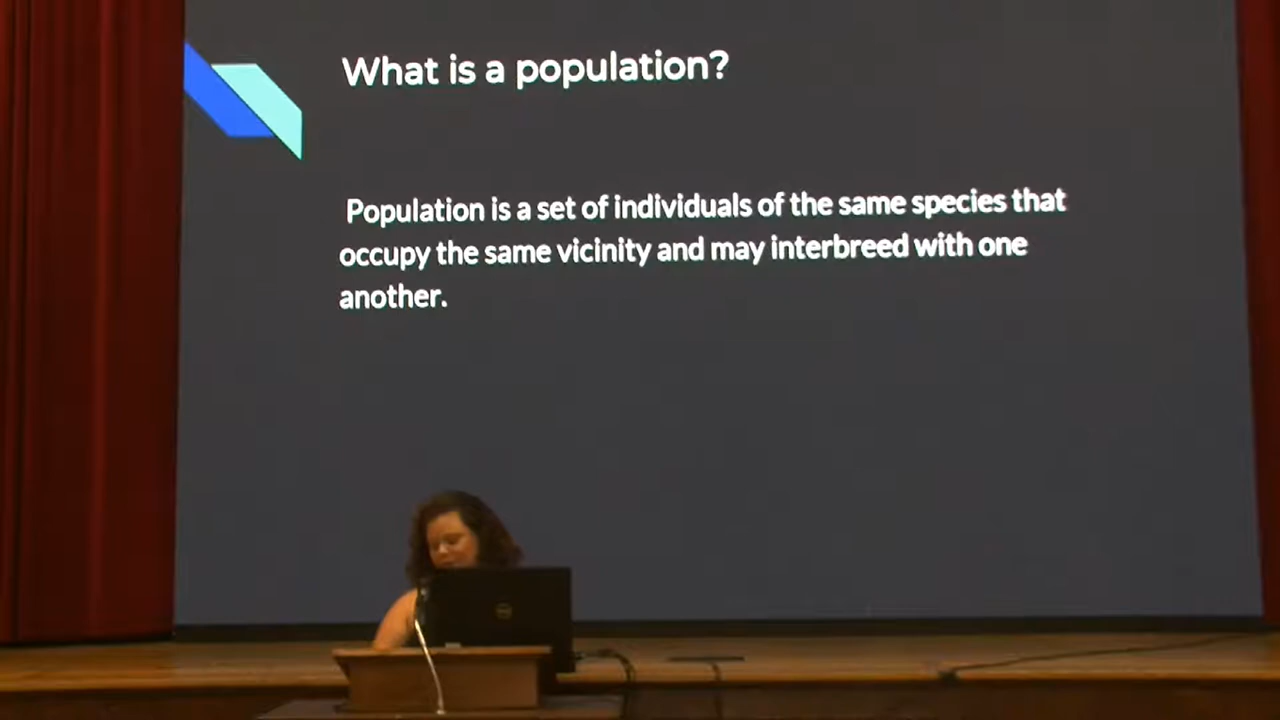 What is a population?
Population is a set of individuals of the same species that
occupy the same vicinity and may interbreed with one
another.